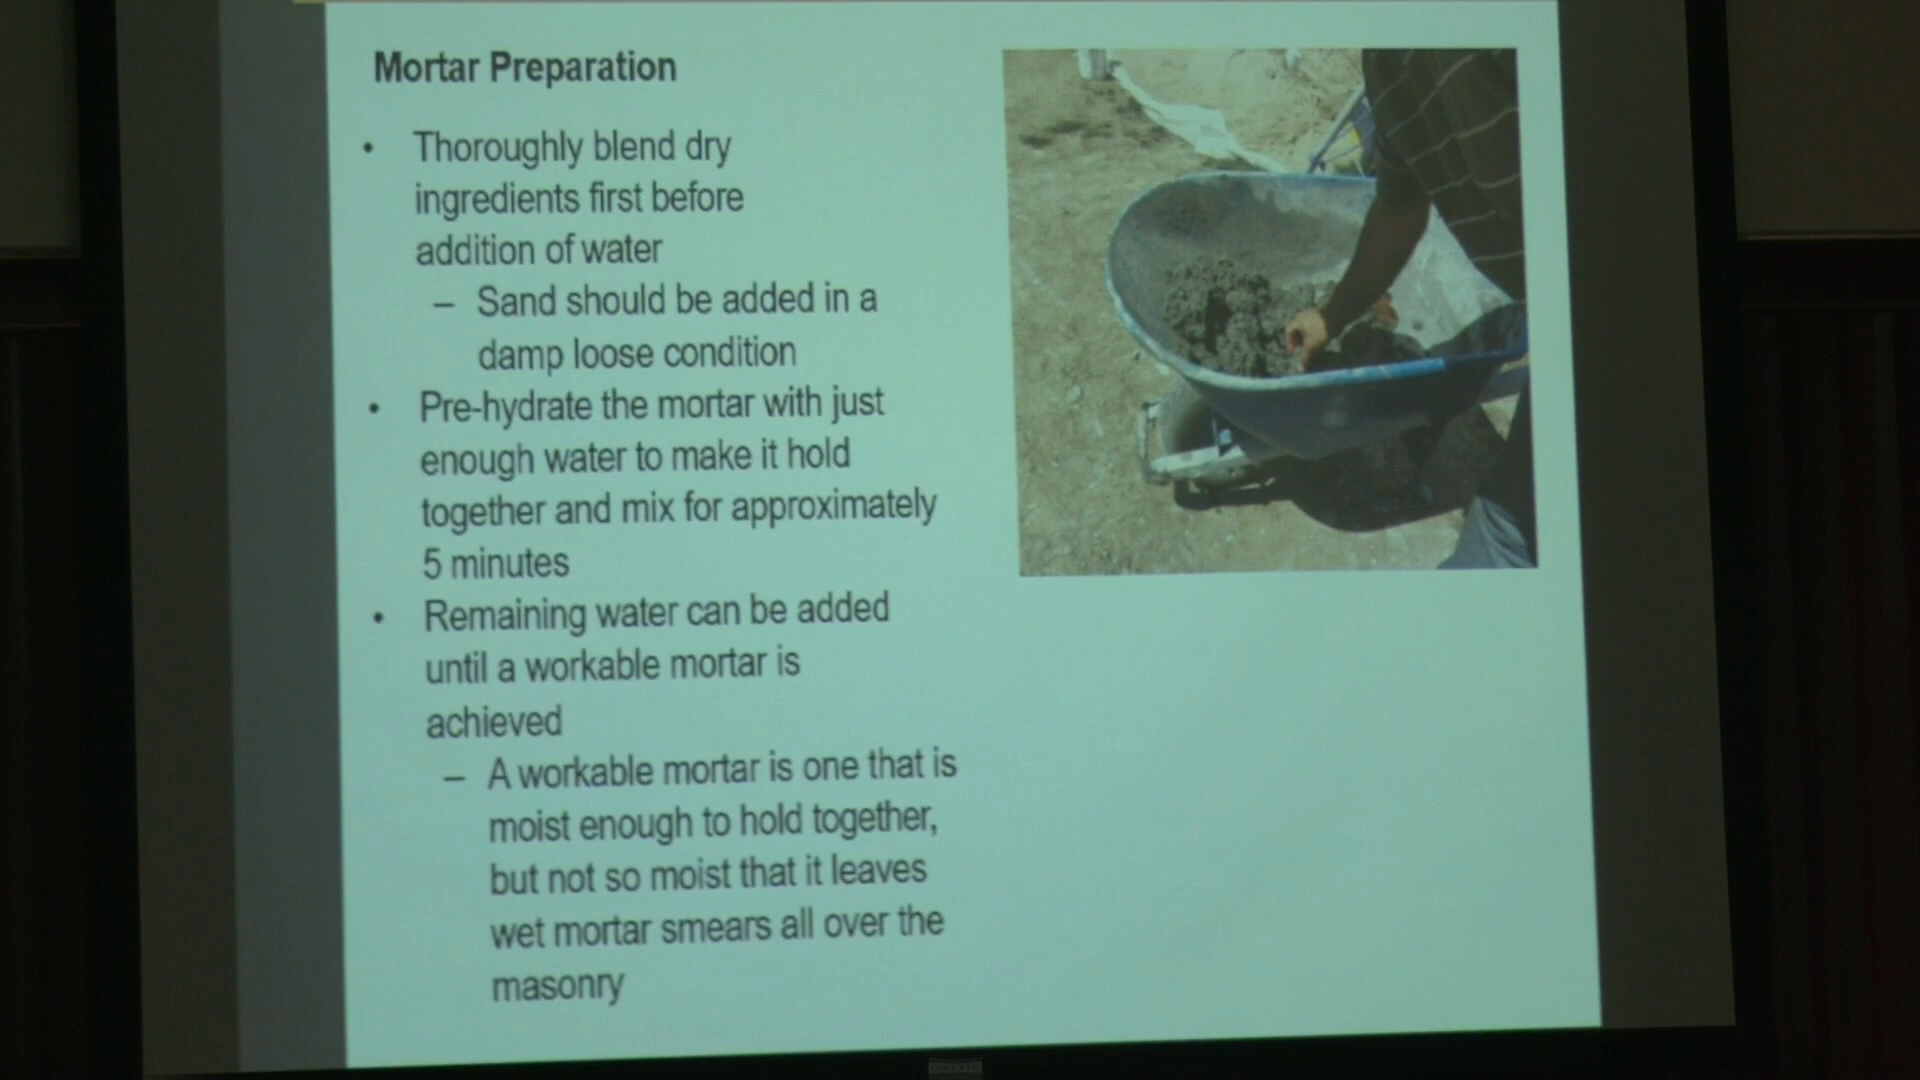 Mortar Preparation
• Thoroughly blend dry
ingredients first before
addition of water
– Sand should be added in a
damp loose condition
• Pre-hydrate the mortar with just
enough water to make it hold
together and mix for approximately
5 minutes
• Remaining water can be added
until a workable mortar is
achieved
– A workable mortar is one that is
moist enough to hold together,
but not so moist that it leaves
wet mortar smears all over the
masonry